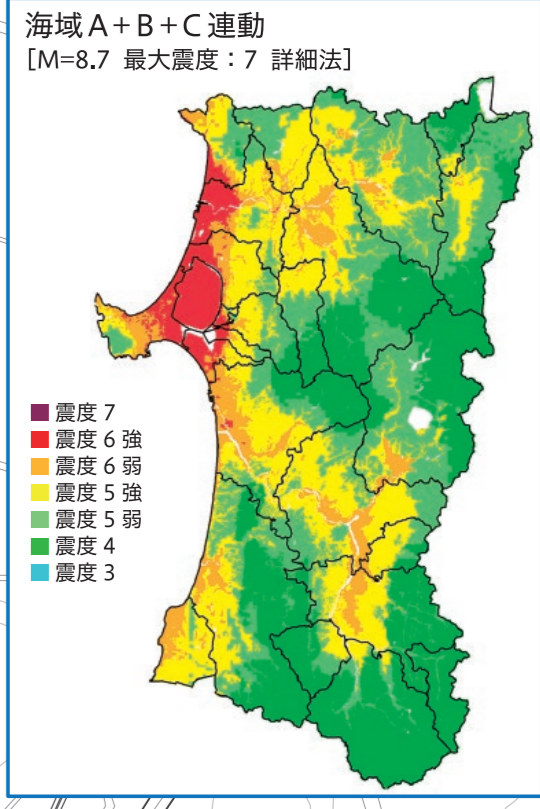 海域A+B+C連動
[M=8.7 最大震度:7 詳細法]
震度7
震度6強
震度6弱
震度5強
震度5弱
震度4
震度3